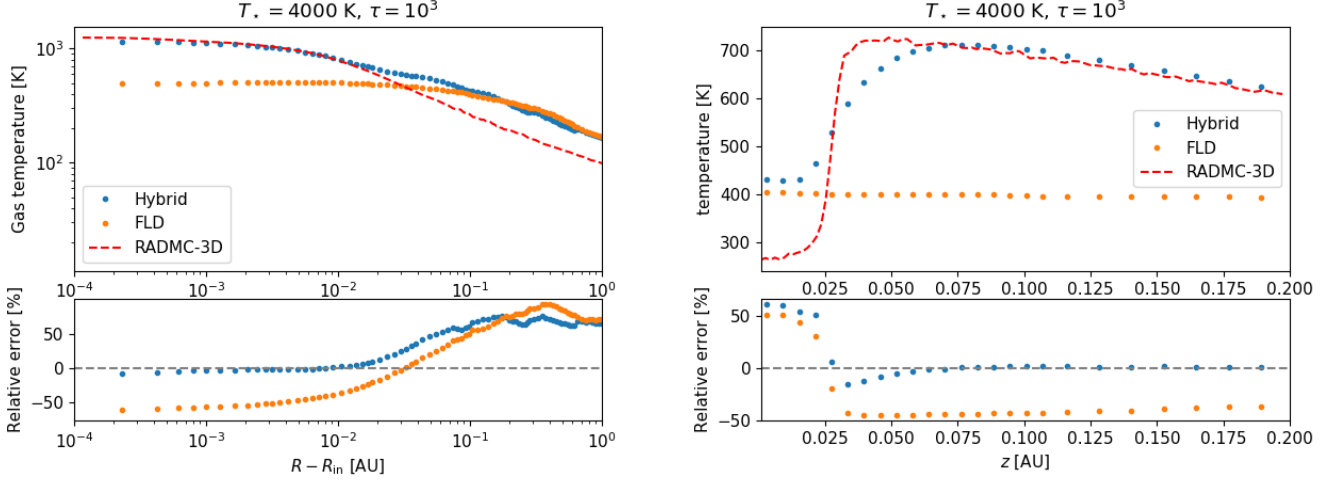 T⋆ = 4000 K, τ = 10³
Gas temperature [K]
10³
10²
Hybrid
FLD
RADMC-3D
10⁻⁴
10⁻³
10⁻²
10⁻¹
10⁰
Relative error [%]
50
0
−50
10⁻⁴
10⁻³
10⁻²
10⁻¹
10⁰
R − Rin [AU]
T⋆ = 4000 K, τ = 10³
temperature [K]
700
600
500
400
300
Hybrid
FLD
RADMC-3D
0.025
0.050
0.075
0.100
0.125
0.150
0.175
0.200
Relative error [%]
50
0
−50
0.025
0.050
0.075
0.100
0.125
0.150
0.175
0.200
z [AU]